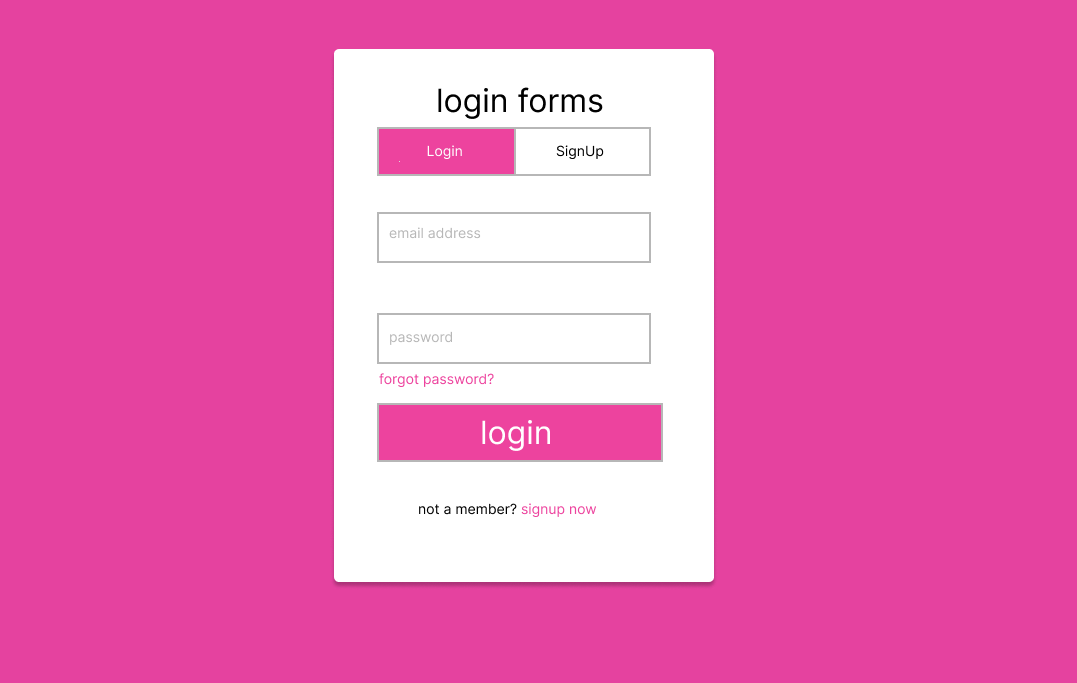 login forms
Login SignUp
email address
password
forgot password?
login
not a member? signup now